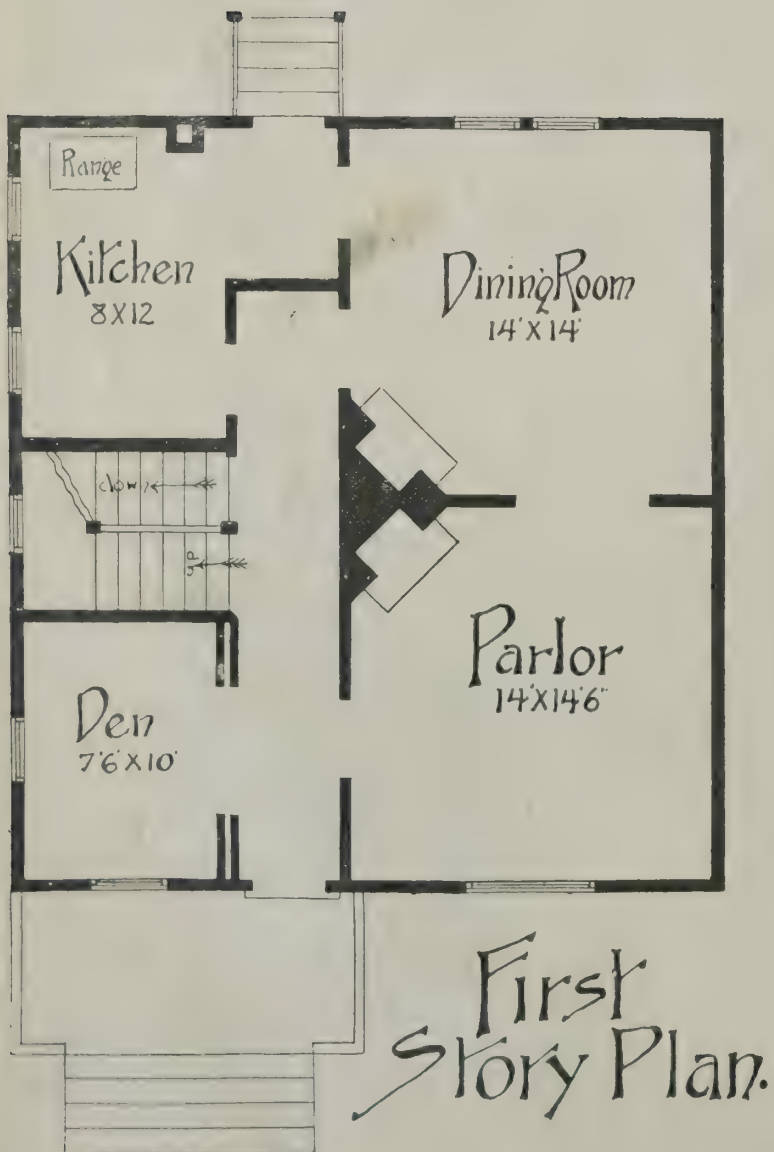 Range
Kitchen
8X12
Dining Room
14'X14'
down
up
Parlor
14'X14'6"
Den
7'6"X10'
First
Story Plan.